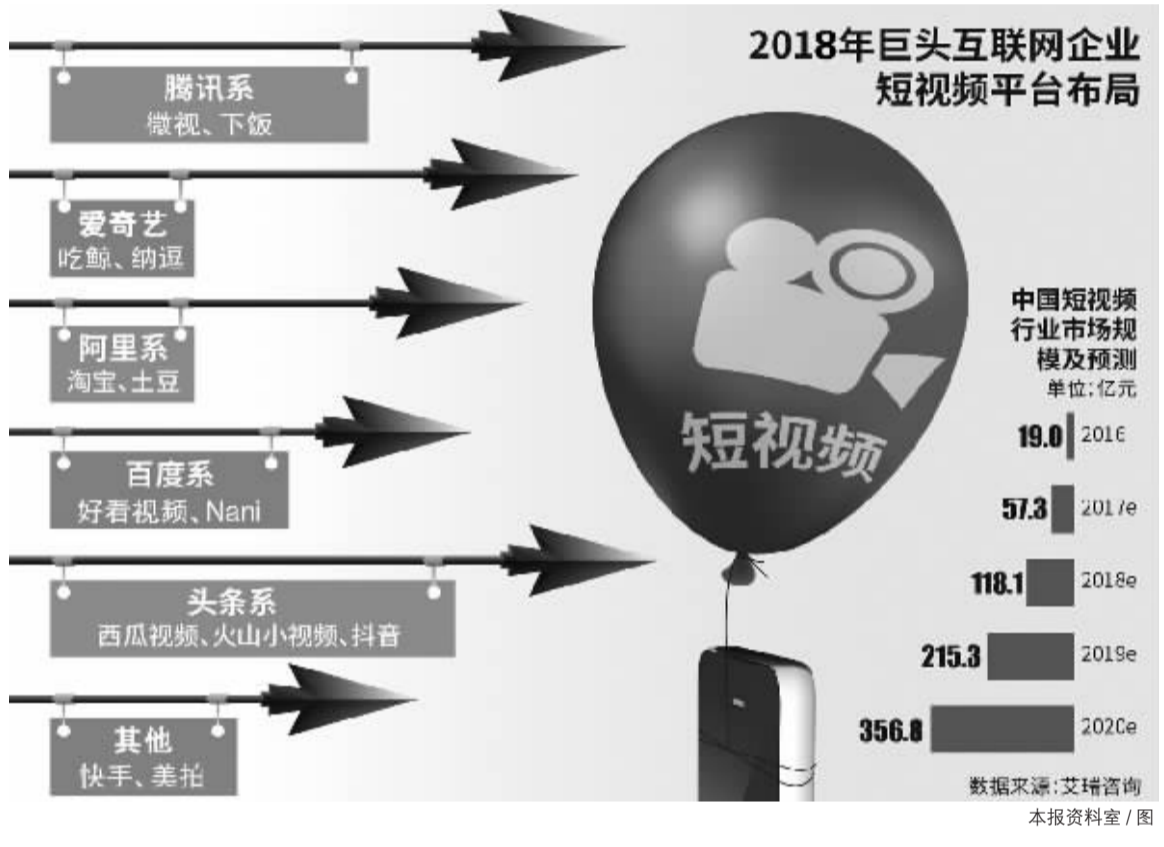 2018年巨头互联网企业
短视频平台布局
腾讯系
微视、下饭
爱奇艺
吃鲸、纳逗
阿里系
淘宝、土豆
百度系
好看视频、Nani
头条系
西瓜视频、火山小视频、抖音
其他
快手、美拍
短视频
中国短视频
行业市场规
模及预测
单位:亿元
19.0 2016
57.3 2017e
118.1 2018e
215.3 2019e
356.8 2020e
数据来源:艾瑞咨询
本报资料室 / 图